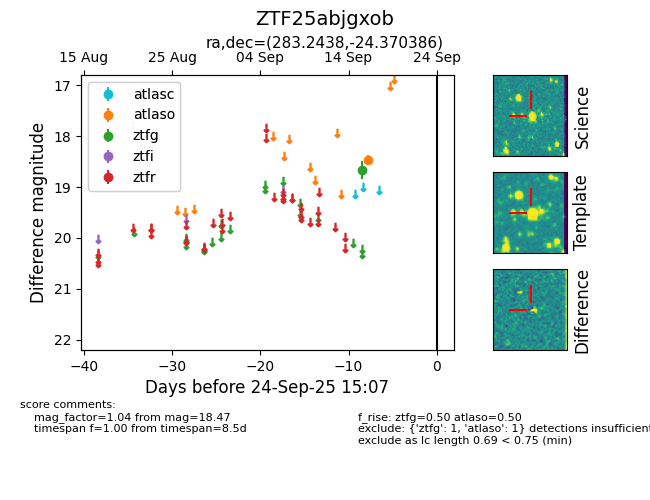 ZTF25abjgxob
ra,dec=(283.2438,-24.370386)
15 Aug 25 Aug 04 Sep 14 Sep 24 Sep
17
18
19
20
21
22
Difference magnitude
atlasc
atlaso
ztfg
ztfi
ztfr
−40 −30 −20 −10 0
Days before 24-Sep-25 15:07
Science
Template
Difference
score comments:
mag_factor=1.04 from mag=18.47
timespan f=1.00 from timespan=8.5d
f_rise: ztfg=0.50 atlaso=0.50
exclude: {'ztfg': 1, 'atlaso': 1} detections insufficient
exclude as lc length 0.69 < 0.75 (min)